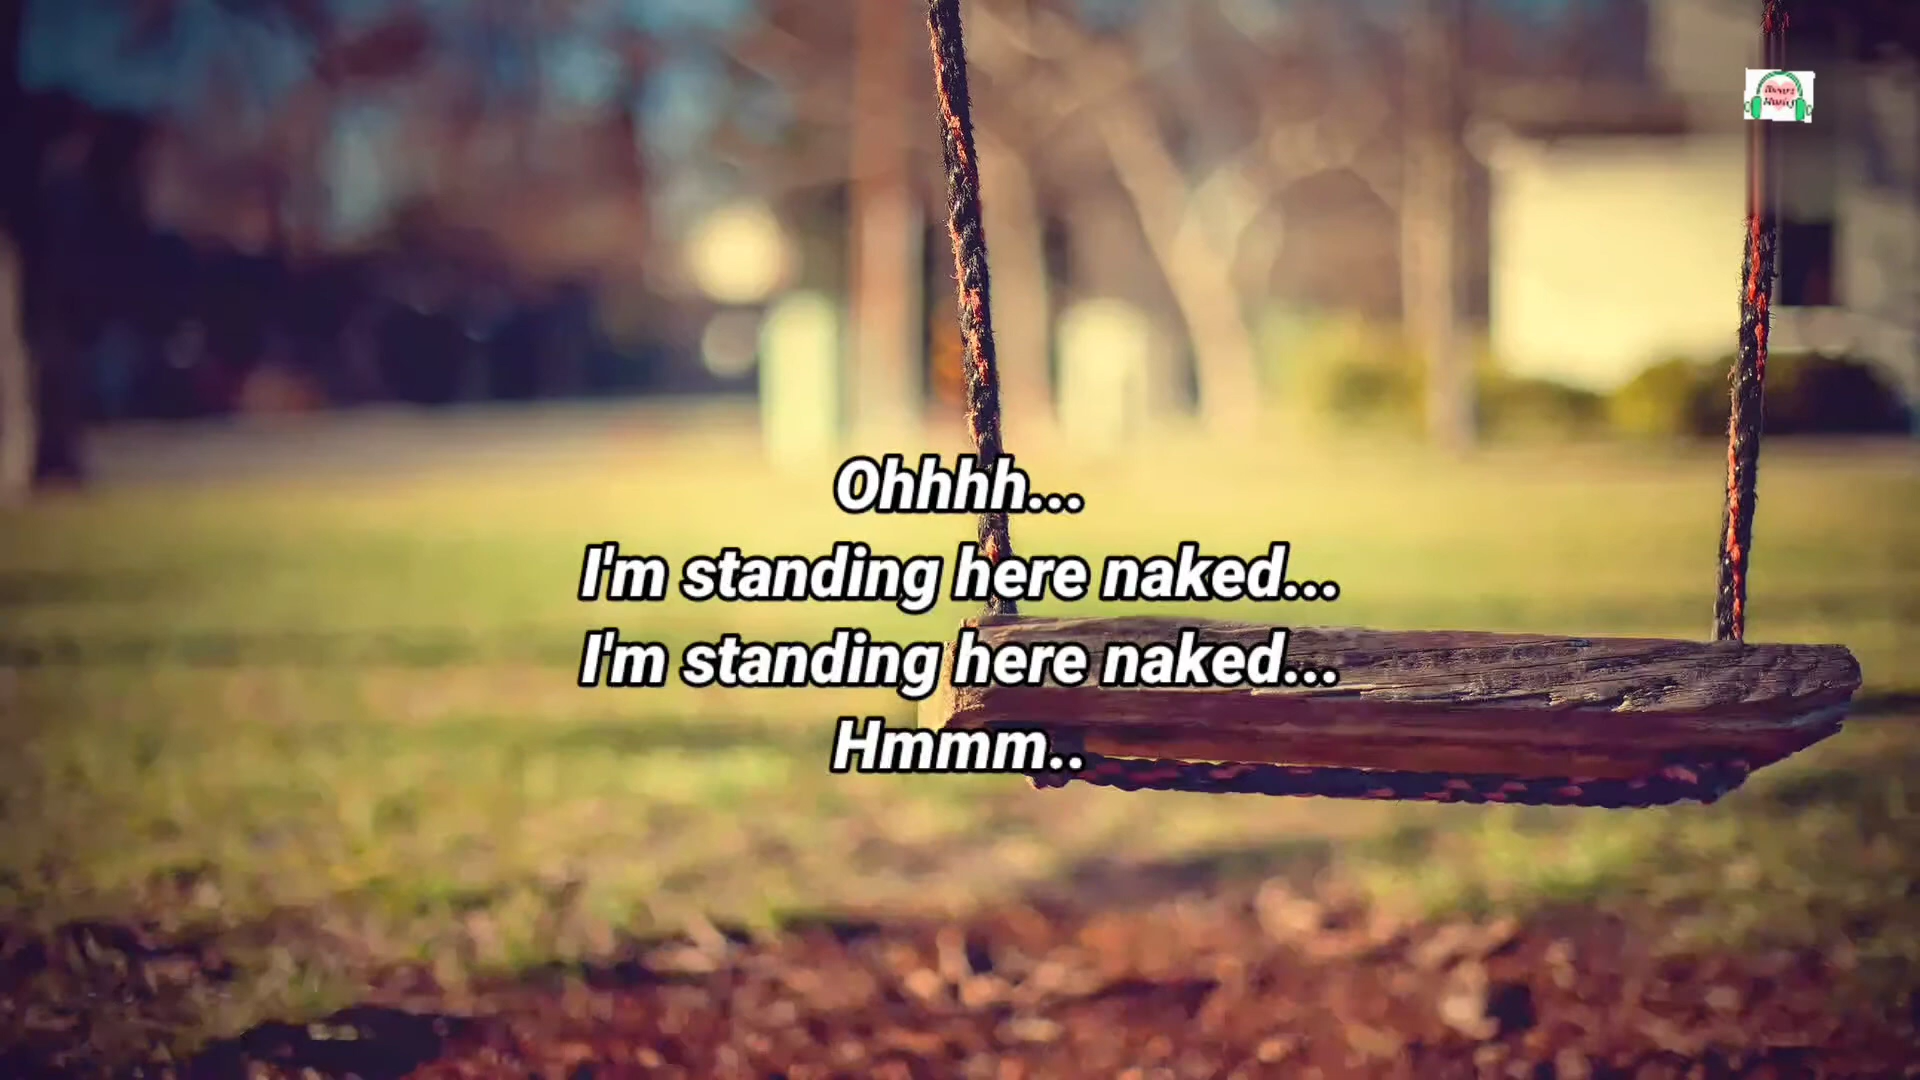 Ohhhh...
I'm standing here naked...
I'm standing here naked...
Hmmm..